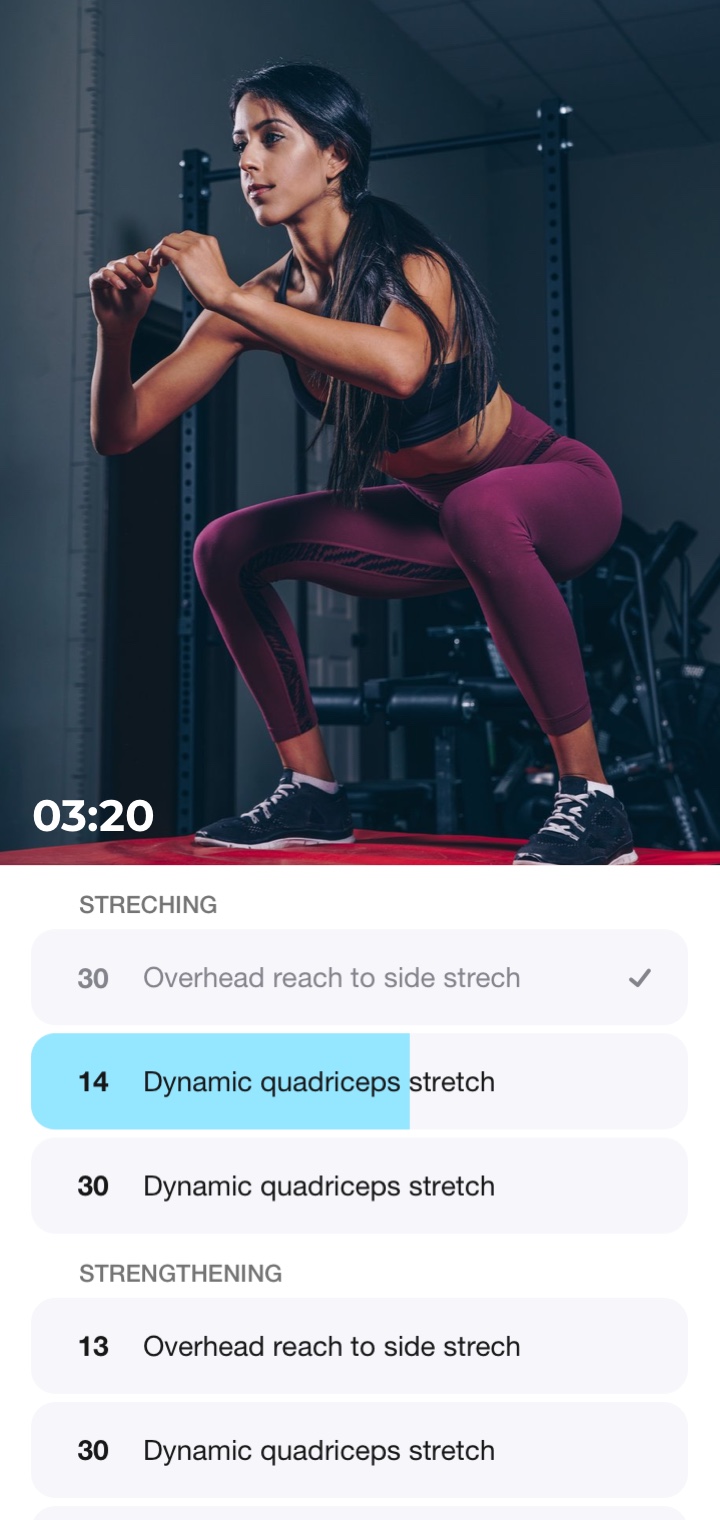 03:20
STRECHING
30 Overhead reach to side strech
14 Dynamic quadriceps stretch
30 Dynamic quadriceps stretch
STRENGTHENING
13 Overhead reach to side strech
30 Dynamic quadriceps stretch